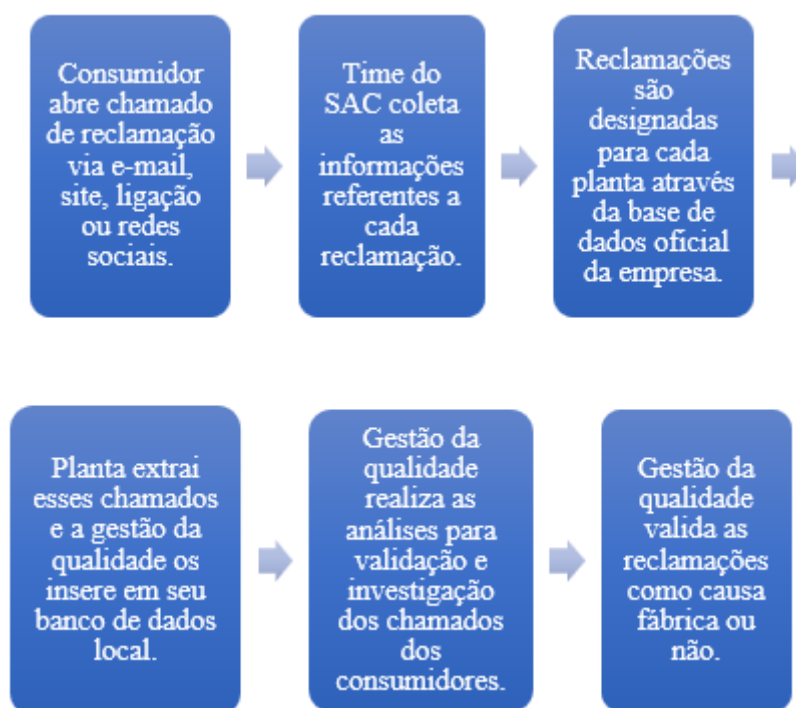 Consumidor
abre chamado
de reclamação
via e-mail,
site, ligação
ou redes
sociais.
Time do
SAC coleta
as
informações
referentes a
cada
reclamação.
Reclamações
são
designadas
para cada
planta através
da base de
dados oficial
da empresa.
Planta extrai
esses chamados
e a gestão da
qualidade os
insere em seu
banco de dados
local.
Gestão da
qualidade
realiza as
análises para
validação e
investigação
dos chamados
dos
consumidores.
Gestão da
qualidade
valida as
reclamações
como causa
fábrica ou
não.